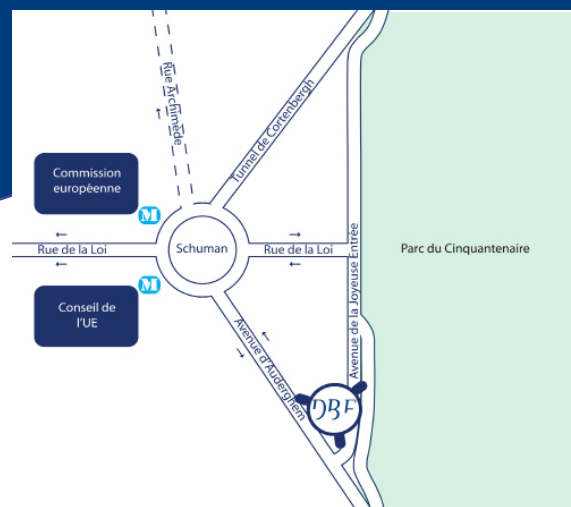 Rue Archimède
Tunnel de Cortenbergh
Commission
européenne
M
Rue de la Loi
Schuman
Rue de la Loi
Avenue de la Joyeuse Entrée
Parc du Cinquantenaire
M
Conseil de
l'UE
Avenue d'Auderghem
DBF